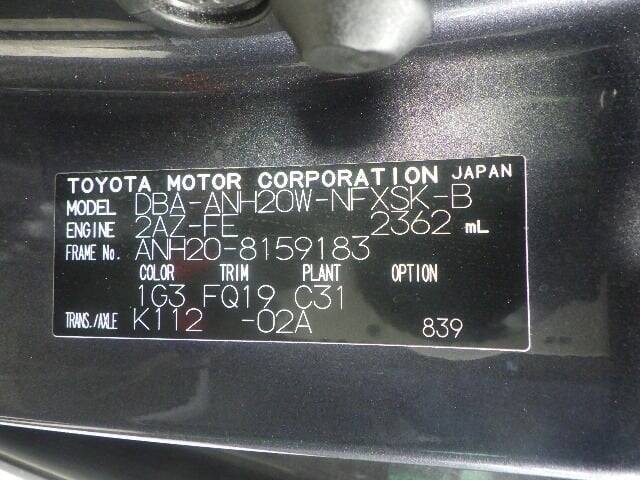 TOYOTA MOTOR CORPORATION JAPAN
MODEL DBA-ANH20W-NFXSK-B
ENGINE 2AZ-FE 2362 mL
FRAME No. ANH20-8159183
COLOR TRIM PLANT OPTION
1G3 FQ19 C31
TRANS./AXLE K112 -02A 839